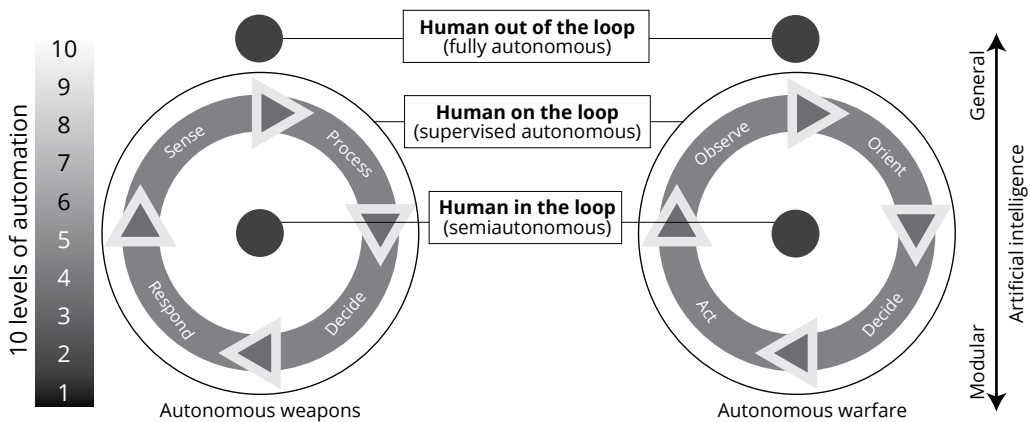 Human out of the loop
(fully autonomous)
Human on the loop
(supervised autonomous)
Human in the loop
(semiautonomous)
10 levels of automation
10
9
8
7
6
5
4
3
2
1
Sense
Process
Decide
Respond
Autonomous weapons
Observe
Orient
Decide
Act
Autonomous warfare
General
Modular
Artificial intelligence